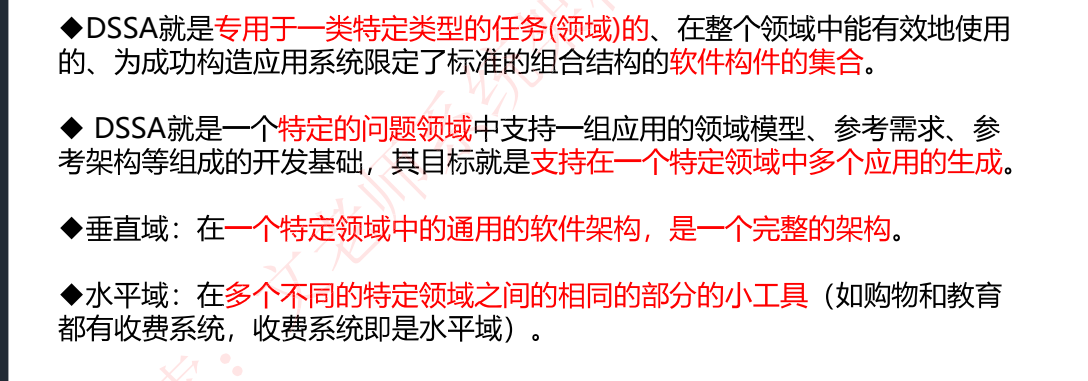 ◆DSSA就是专用于一类特定类型的任务(领域)的、在整个领域中能有效地使用
的、为成功构造应用系统限定了标准的组合结构的软件构件的集合。
◆ DSSA就是一个特定的问题领域中支持一组应用的领域模型、参考需求、参
考架构等组成的开发基础，其目标就是支持在一个特定领域中多个应用的生成。
◆垂直域：在一个特定领域中的通用的软件架构，是一个完整的架构。
◆水平域：在多个不同的特定领域之间的相同的部分的小工具（如购物和教育
都有收费系统，收费系统即是水平域）。